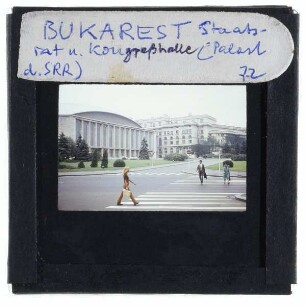 BUKAREST Staats-
rat u. Kongreßhalle (Palast
d. SRR) 72